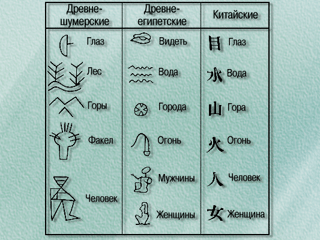 Древне-шумерские
Древне-египетские
Китайские
Глаз
Видеть
目 Глаз
Лес
Вода
水 Вода
Горы
Города
山 Гора
Факел
Огонь
火 Огонь
Человек
Мужчины
人 Человек
Женщины
女 Женщина